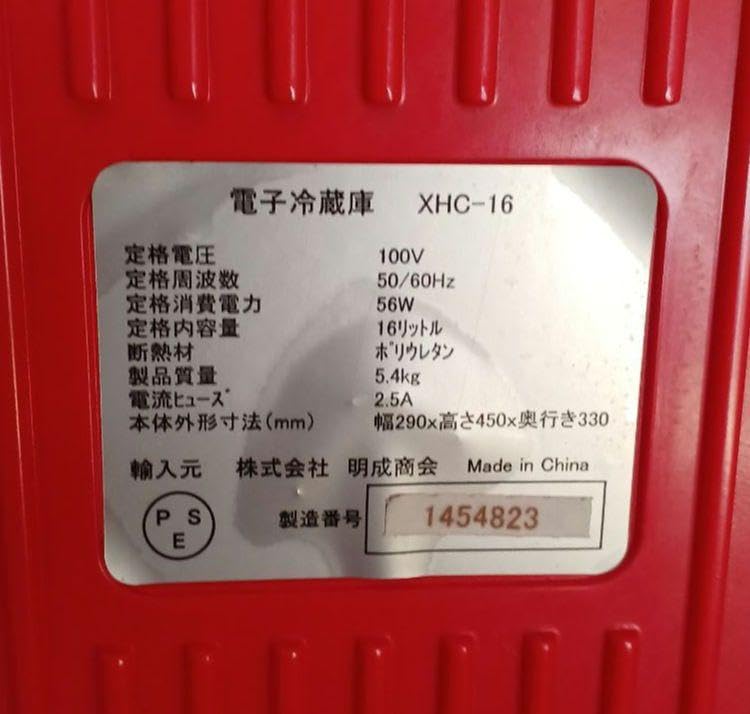 電子冷蔵庫 XHC-16
定格電圧 100V
定格周波数 50/60Hz
定格消費電力 56W
定格内容量 16リットル
断熱材 ポリウレタン
製品質量 5.4kg
電流ヒューズ 2.5A
本体外形寸法(mm) 幅290x高さ450x奥行き330
輸入元 株式会社 明成商会 Made in China
PSE 製造番号 1454823